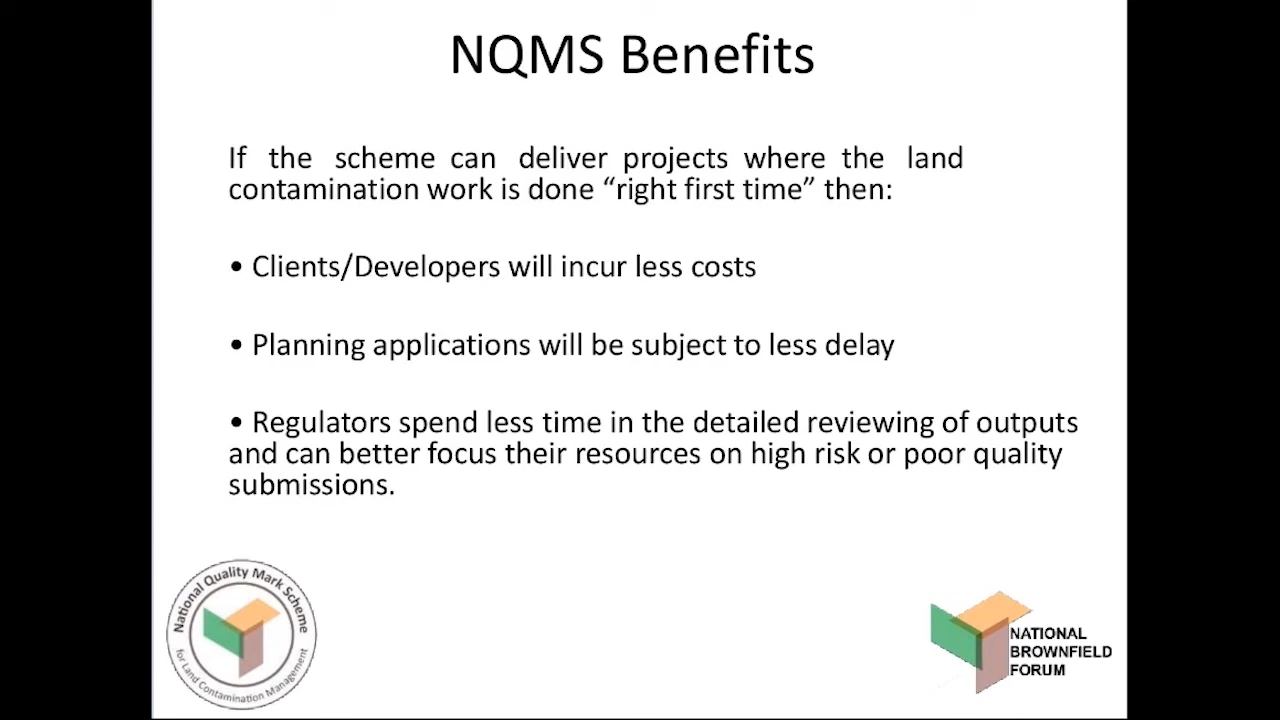 NQMS Benefits
If the scheme can deliver projects where the land
contamination work is done “right first time” then:
• Clients/Developers will incur less costs
• Planning applications will be subject to less delay
• Regulators spend less time in the detailed reviewing of outputs
and can better focus their resources on high risk or poor quality
submissions.
National Quality Mark Scheme
for Land Contamination Management
NATIONAL
BROWNFIELD
FORUM